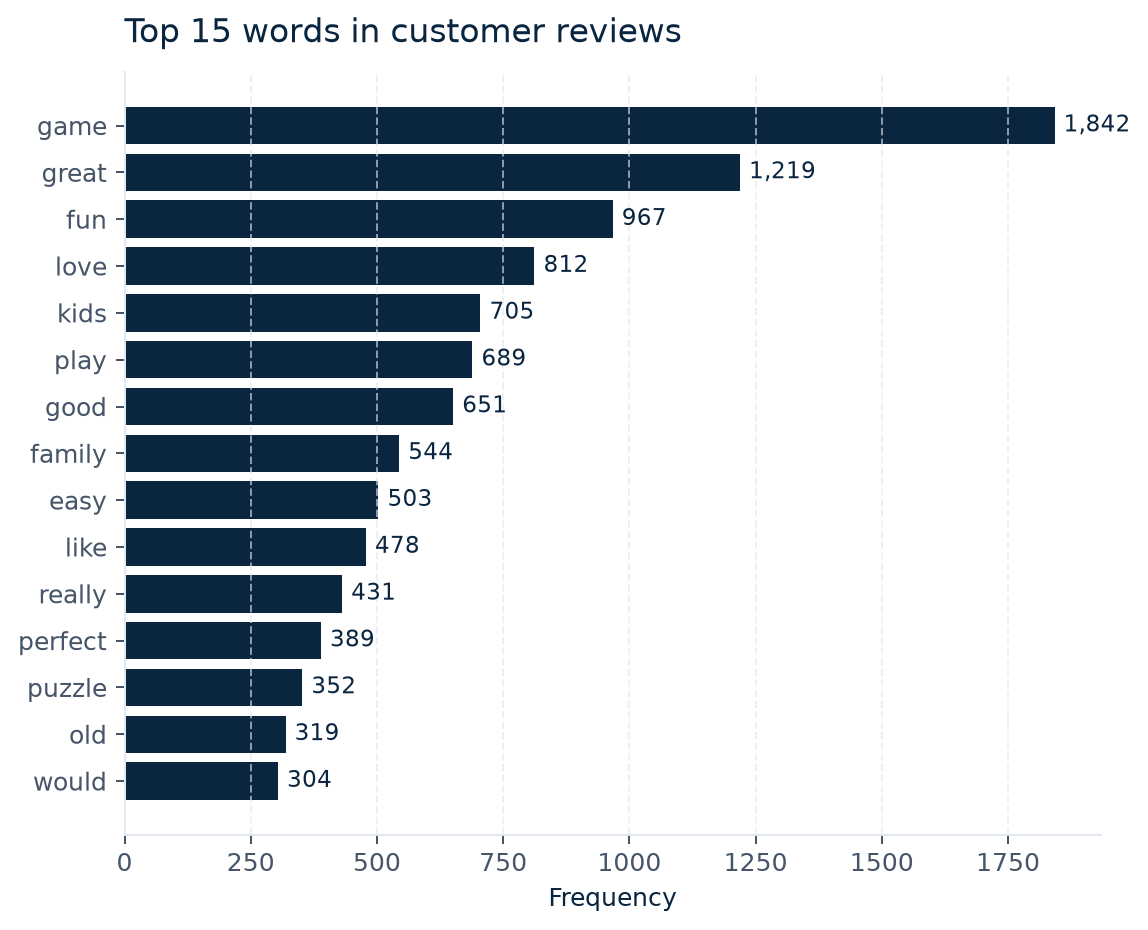 Top 15 words in customer reviews
game 1,842
great 1,219
fun 967
love 812
kids 705
play 689
good 651
family 544
easy 503
like 478
really 431
perfect 389
puzzle 352
old 319
would 304
0 250 500 750 1000 1250 1500 1750
Frequency